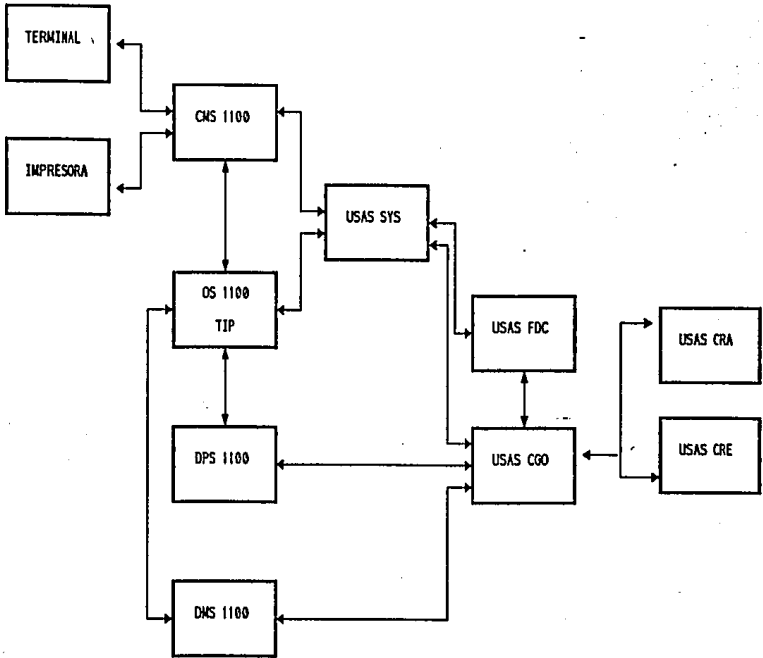 TERMINAL
CMS 1100
IMPRESORA
USAS SYS
OS 1100
TIP
USAS FDC
USAS CRA
DPS 1100
USAS CGO
USAS CRE
DMS 1100